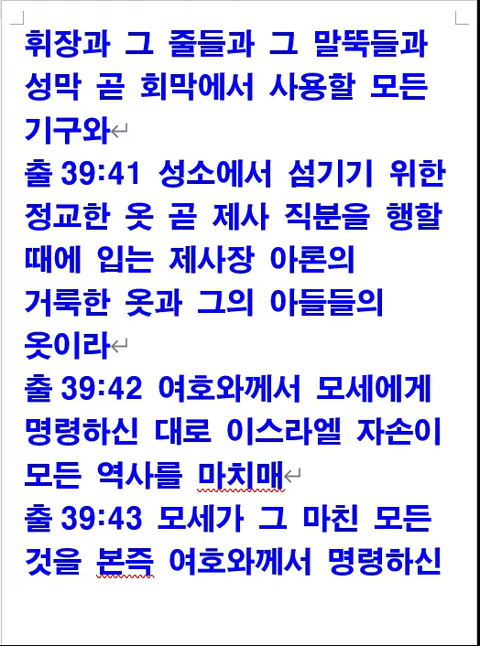 휘장과 그 줄들과 그 말뚝들과
성막 곧 회막에서 사용할 모든
기구와
출 39:41 성소에서 섬기기 위한
정교한 옷 곧 제사 직분을 행할
때에 입는 제사장 아론의
거룩한 옷과 그의 아들들의
옷이라
출 39:42 여호와께서 모세에게
명령하신 대로 이스라엘 자손이
모든 역사를 마치매
출 39:43 모세가 그 마친 모든
것을 본즉 여호와께서 명령하신